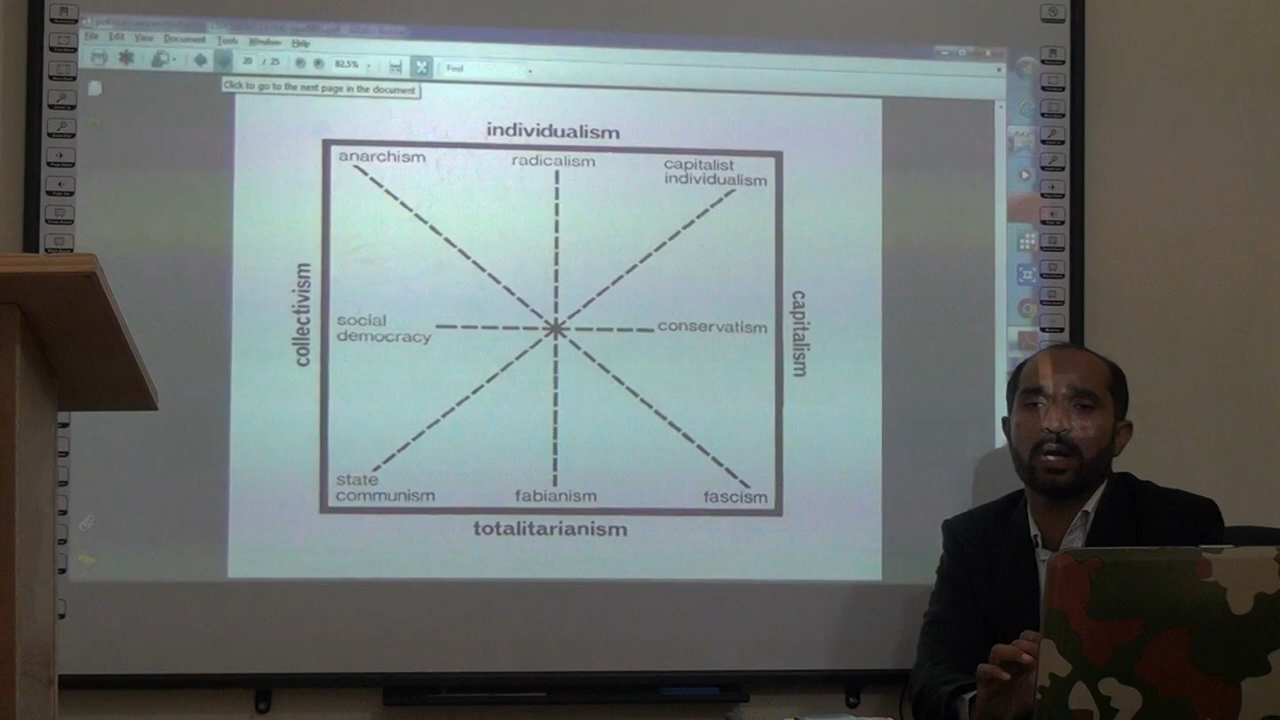 File Edit View Document Tools Window Help
20 / 25 82.5% Find
Click to go to the next page in the document
individualism
anarchism radicalism capitalist
individualism
collectivism
capitalism
social
democracy
conservatism
state
communism
fabianism
fascism
totalitarianism